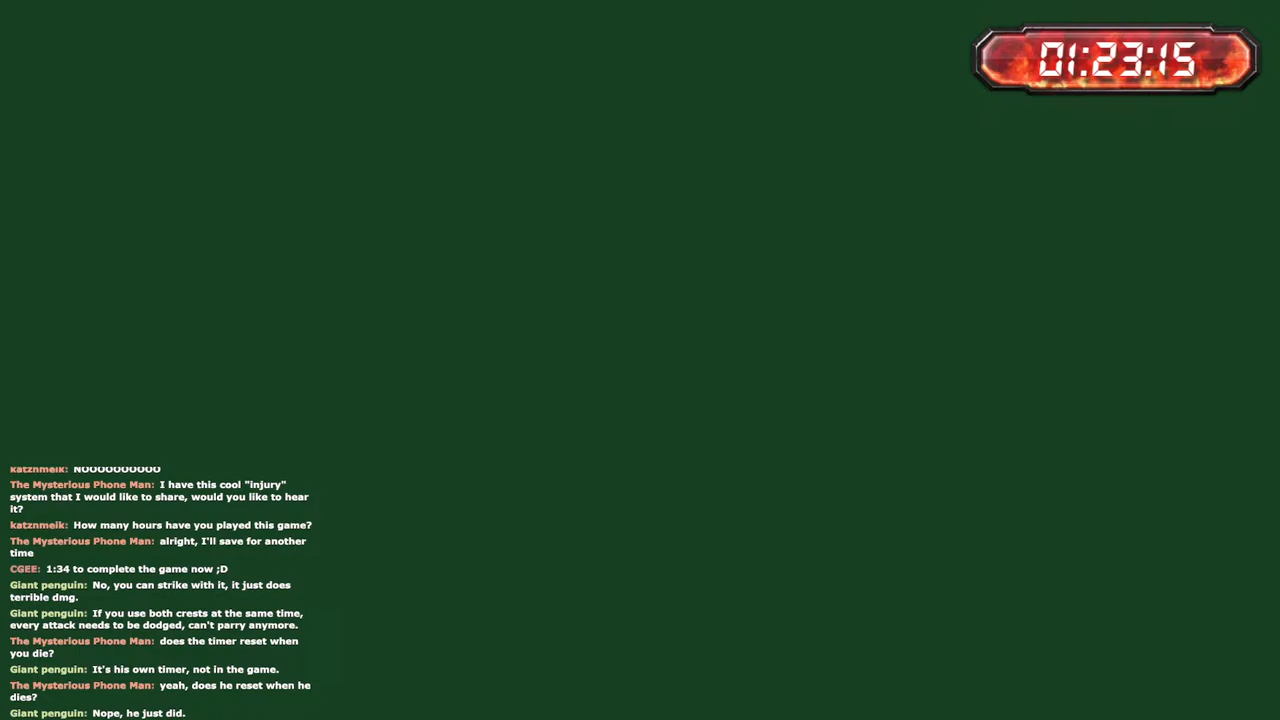 01:23:15
katznmeik: NOOOOOOOOOO
The Mysterious Phone Man: I have this cool "injury"
system that I would like to share, would you like to hear
it?
katznmeik: How many hours have you played this game?
The Mysterious Phone Man: alright, I'll save for another
time
CGEE: 1:34 to complete the game now ;D
Giant penguin: No, you can strike with it, it just does
terrible dmg.
Giant penguin: If you use both crests at the same time,
every attack needs to be dodged, can't parry anymore.
The Mysterious Phone Man: does the timer reset when
you die?
Giant penguin: It's his own timer, not in the game.
The Mysterious Phone Man: yeah, does he reset when he
dies?
Giant penguin: Nope, he just did.